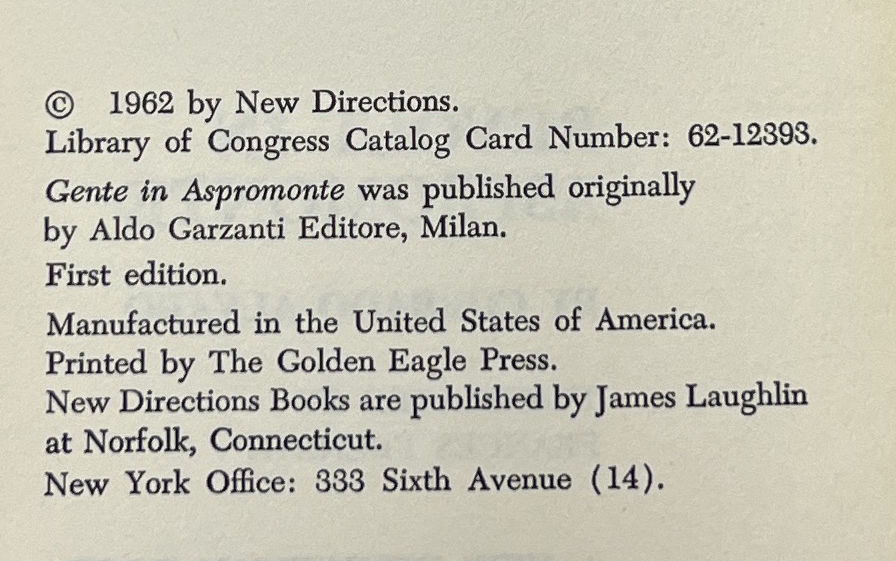 © 1962 by New Directions.
Library of Congress Catalog Card Number: 62-12393.
Gente in Aspromonte was published originally
by Aldo Garzanti Editore, Milan.
First edition.
Manufactured in the United States of America.
Printed by The Golden Eagle Press.
New Directions Books are published by James Laughlin
at Norfolk, Connecticut.
New York Office: 333 Sixth Avenue (14).